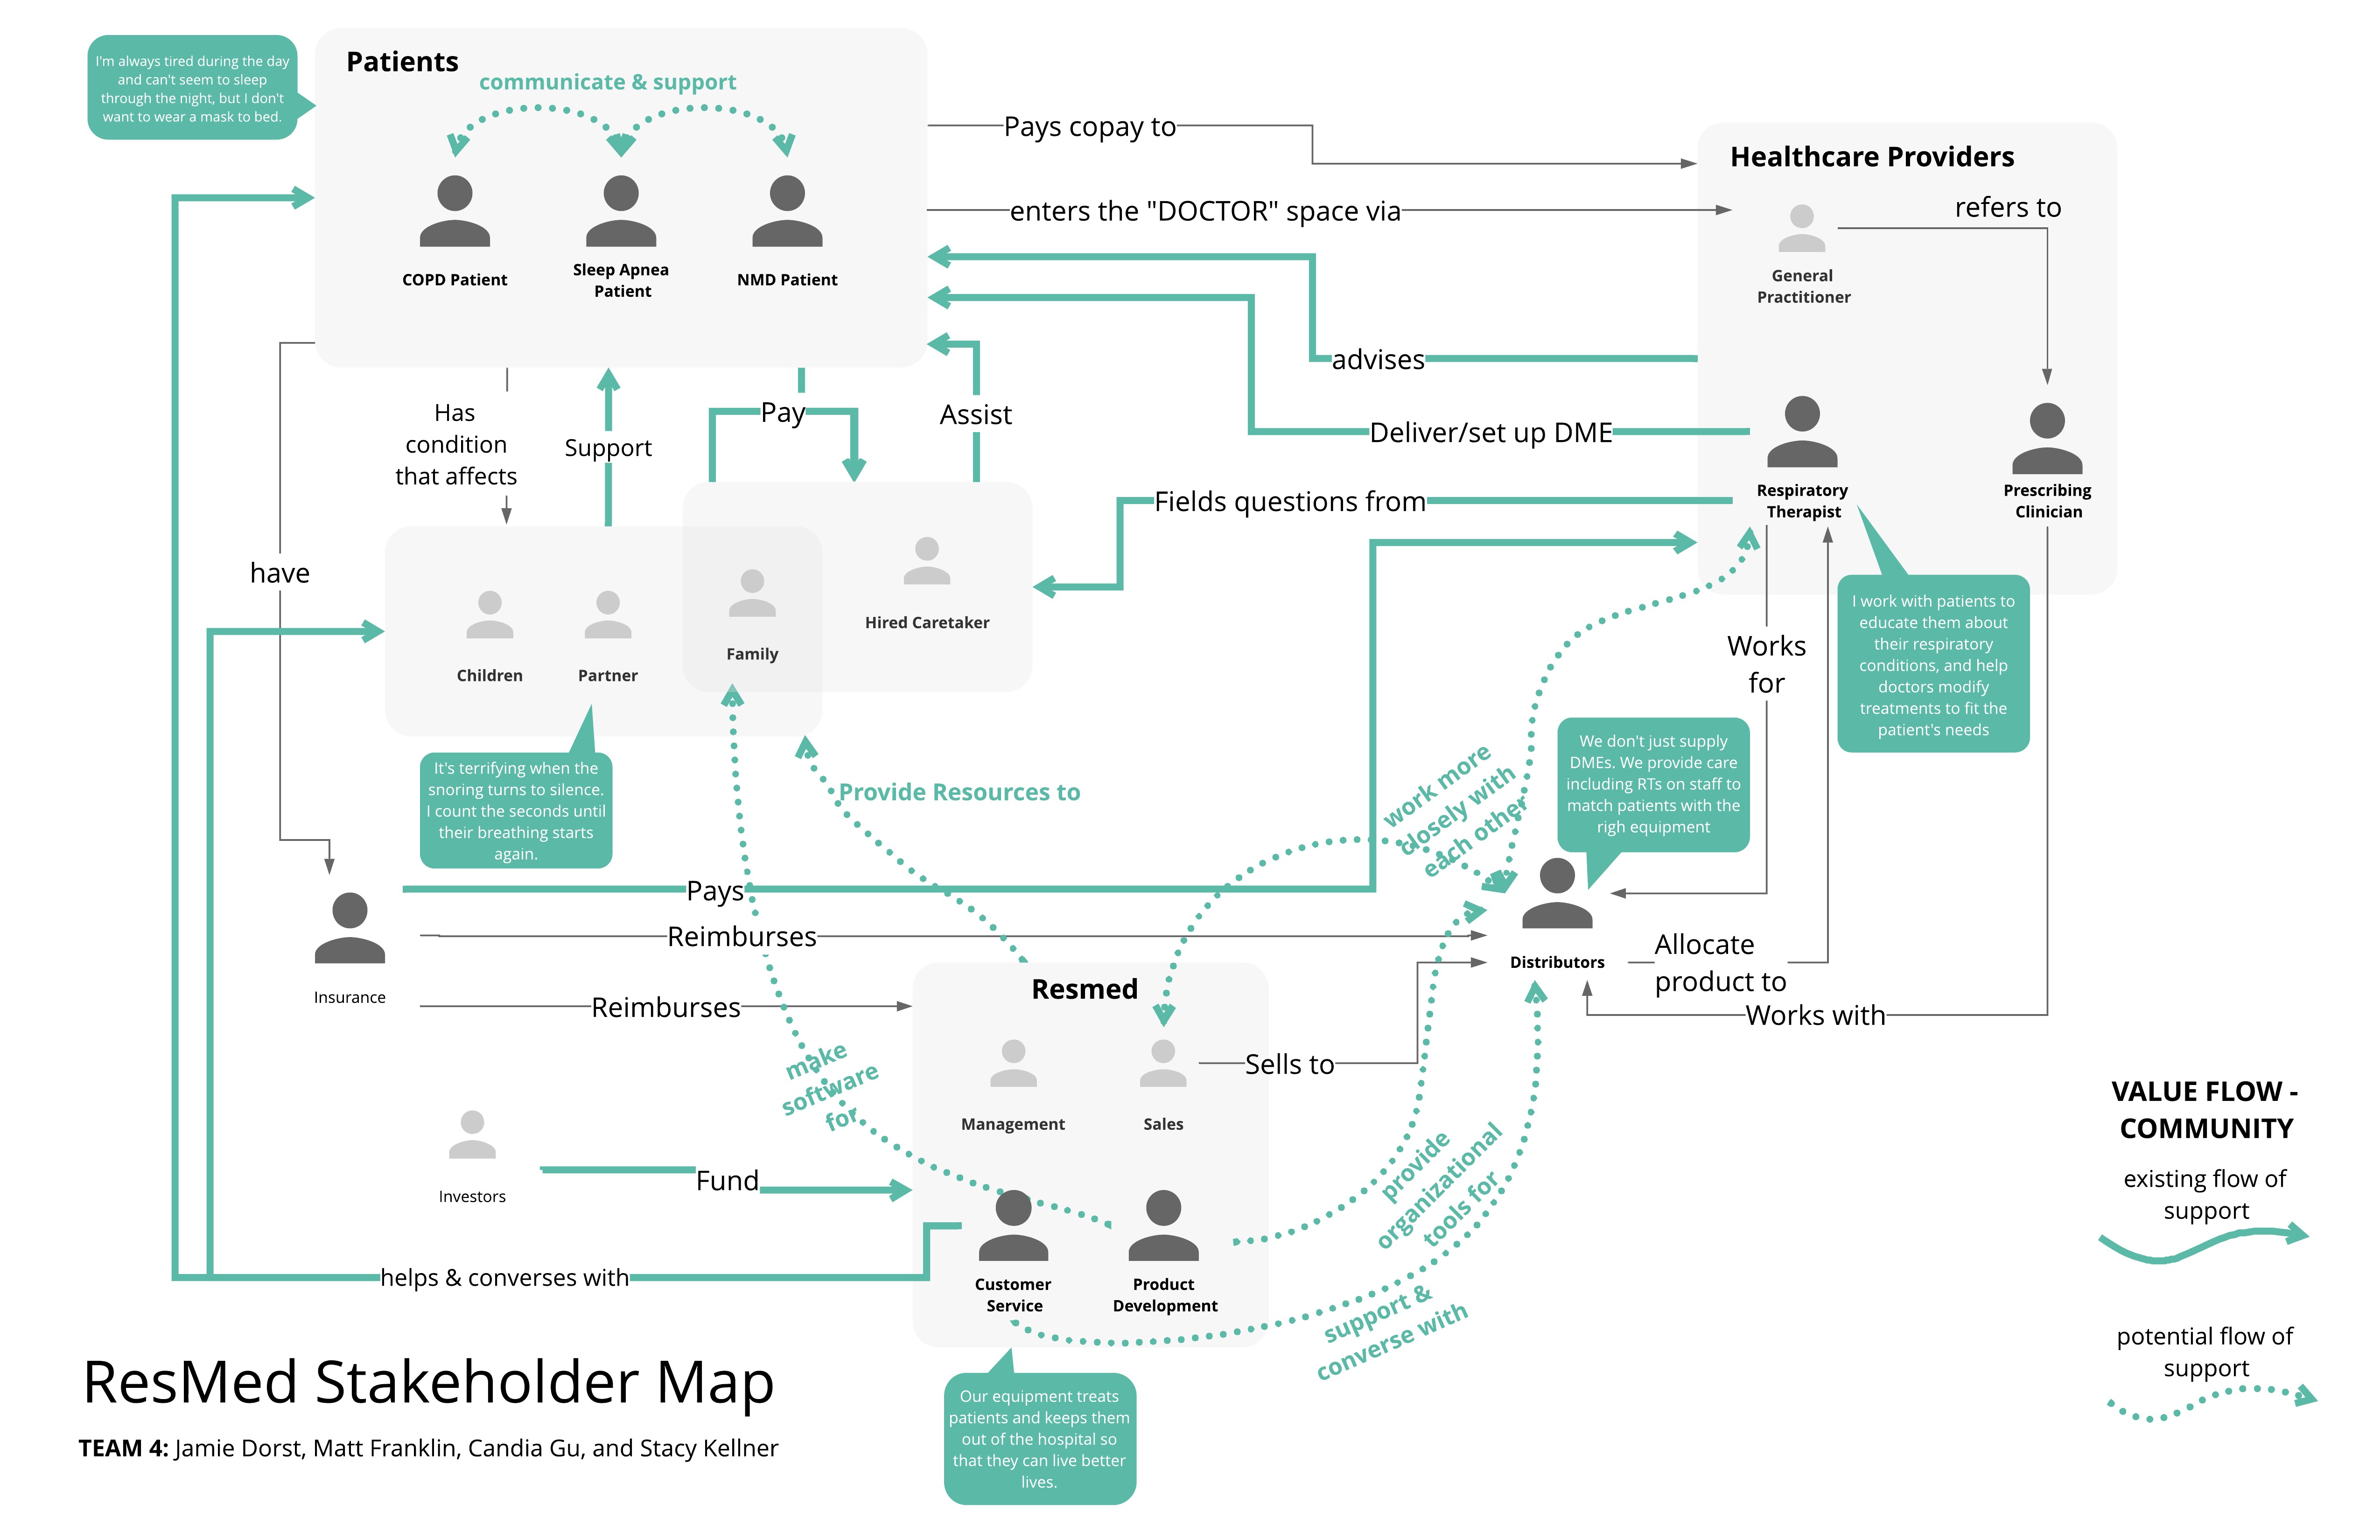 I'm always tired during the day
and can't seem to sleep
through the night, but I don't
want to wear a mask to bed.
Patients
communicate & support
COPD Patient
Sleep Apnea
Patient
NMD Patient
Pays copay to
enters the "DOCTOR" space via
Healthcare Providers
refers to
General
Practitioner
advises
Deliver/set up DME
Fields questions from
Respiratory
Therapist
Prescribing
Clinician
Has
condition
that affects
Support
Pay
Assist
have
Children
Partner
Family
Hired Caretaker
It's terrifying when the
snoring turns to silence.
I count the seconds until
their breathing starts
again.
Provide Resources to
work more
closely with
each other
Works
for
I work with patients to
educate them about
their respiratory
conditions, and help
doctors modify
treatments to fit the
patient's needs
We don't just supply
DMEs. We provide care
including RTs on staff to
match patients with the
righ equipment
Pays
Reimburses
Reimburses
Insurance
Distributors
Allocate
product to
Works with
Resmed
Management
Sales
Sells to
make
software
for
Investors
Fund
Customer
Service
Product
Development
helps & converses with
provide
organizational
tools for
support &
converse with
Our equipment treats
patients and keeps them
out of the hospital so
that they can live better
lives.
VALUE FLOW -
COMMUNITY
existing flow of
support
potential flow of
support
ResMed Stakeholder Map
TEAM 4: Jamie Dorst, Matt Franklin, Candia Gu, and Stacy Kellner